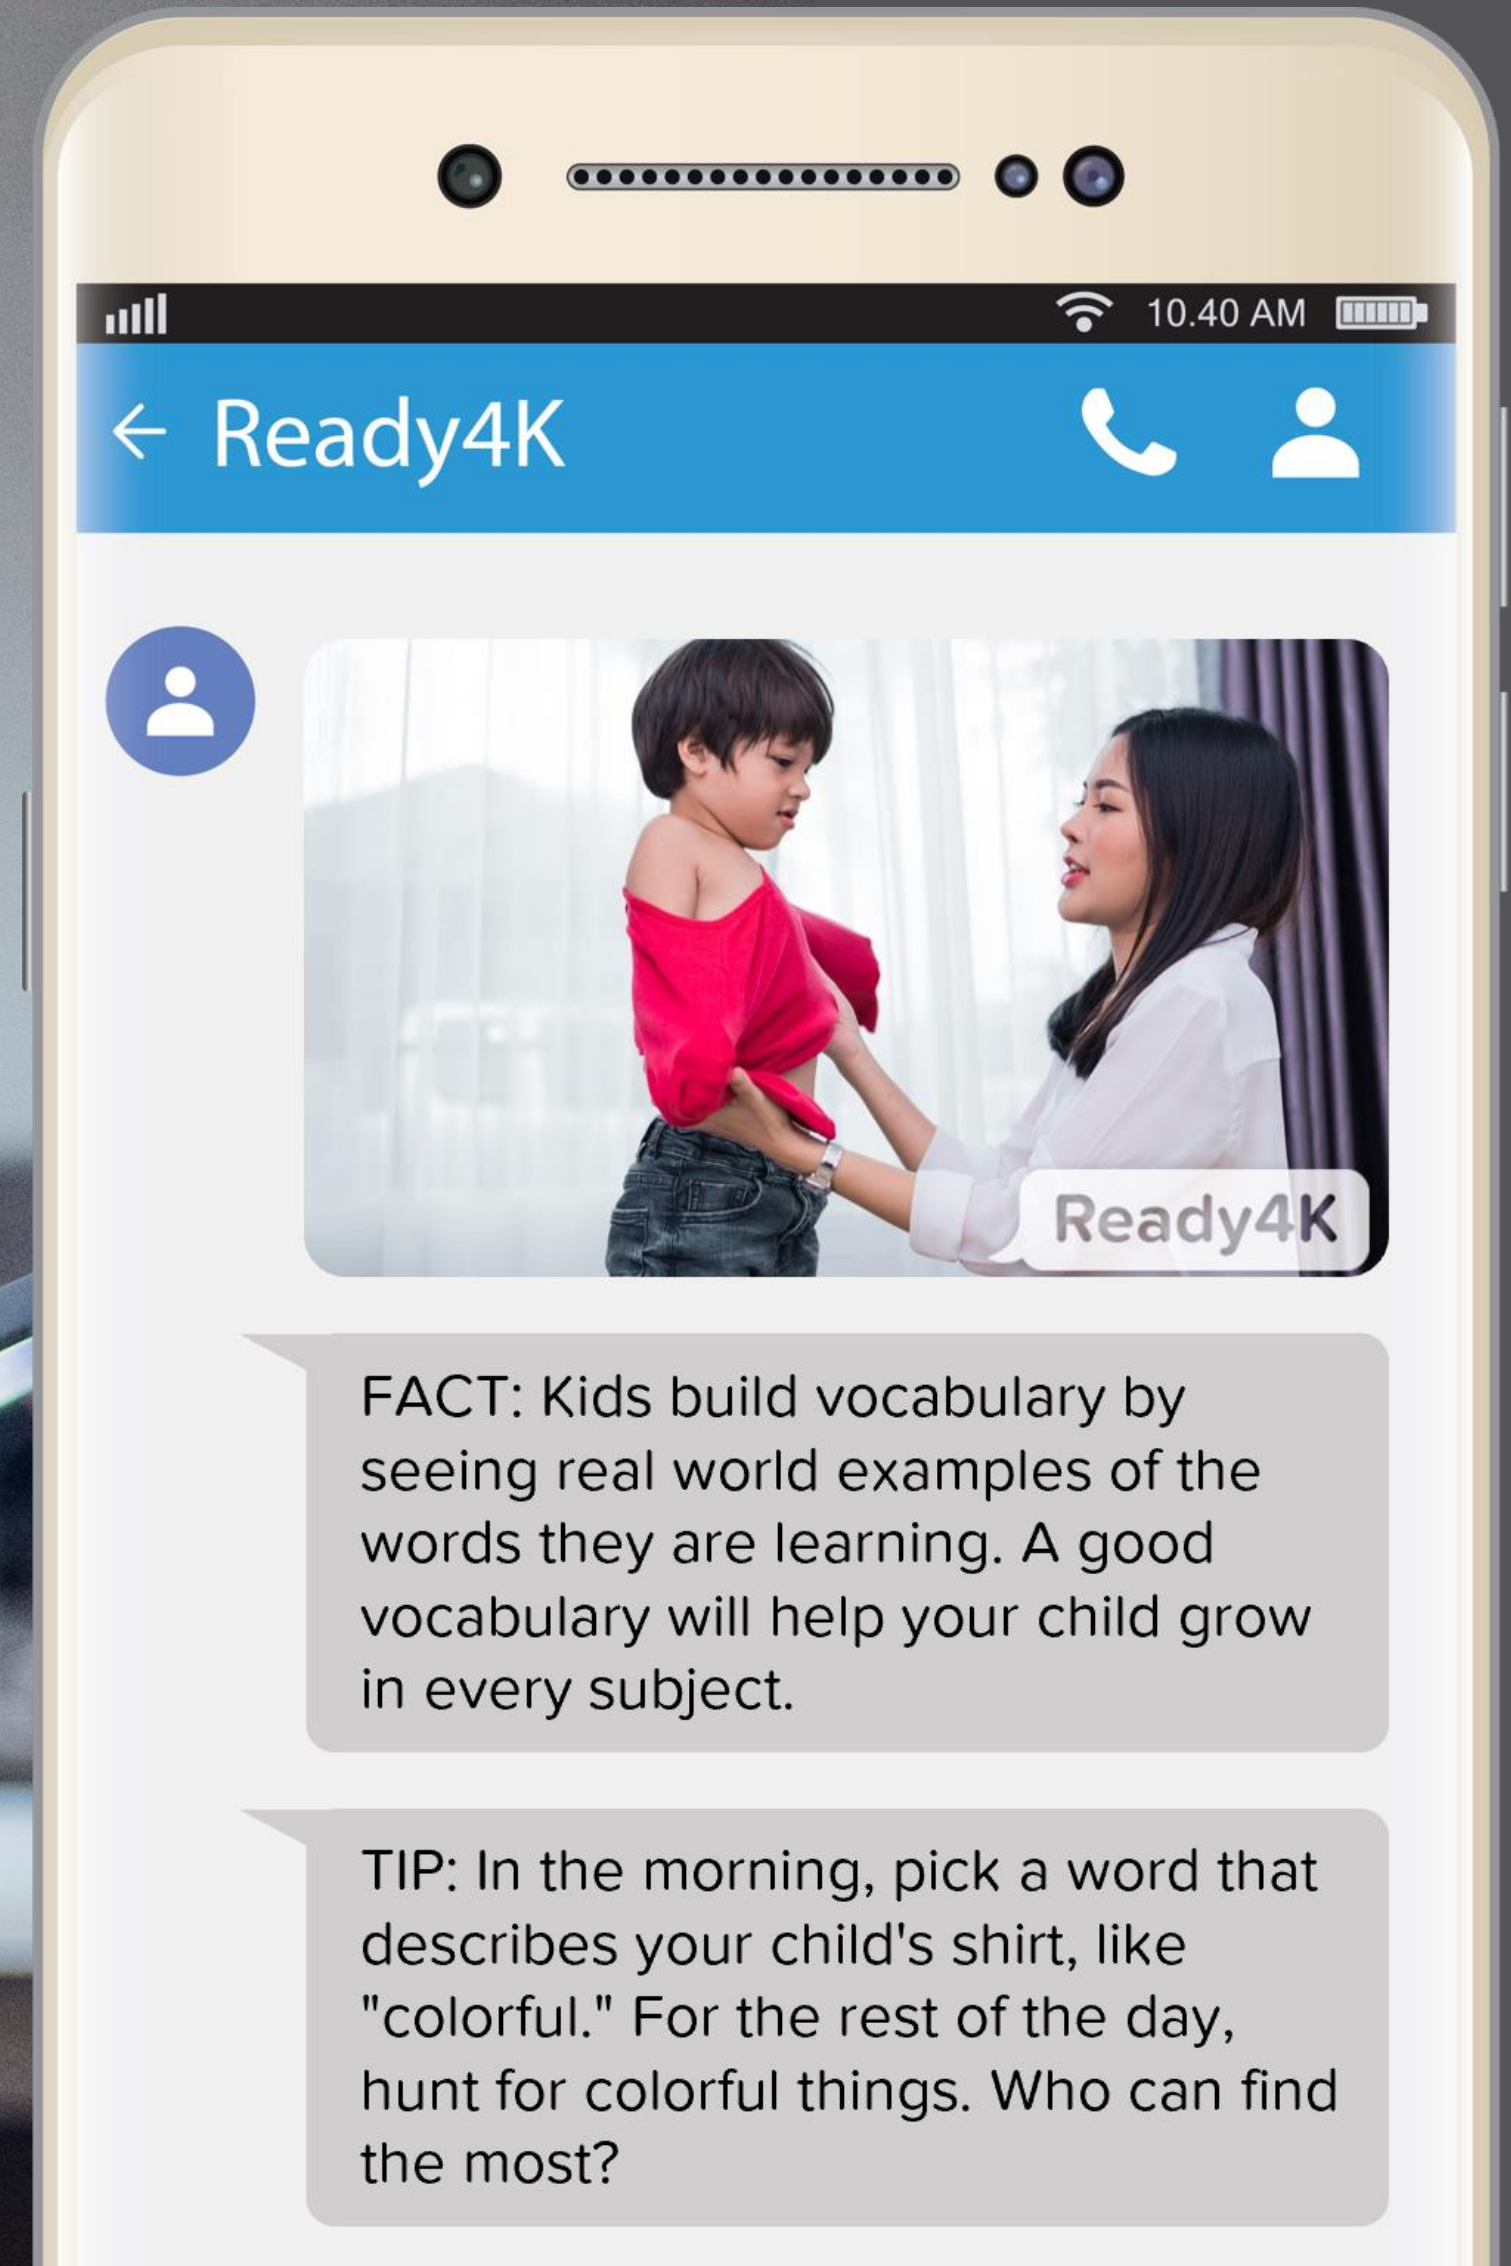 10.40 AM
Ready4K
Ready4K
FACT: Kids build vocabulary by
seeing real world examples of the
words they are learning. A good
vocabulary will help your child grow
in every subject.
TIP: In the morning, pick a word that
describes your child's shirt, like
"colorful." For the rest of the day,
hunt for colorful things. Who can find
the most?